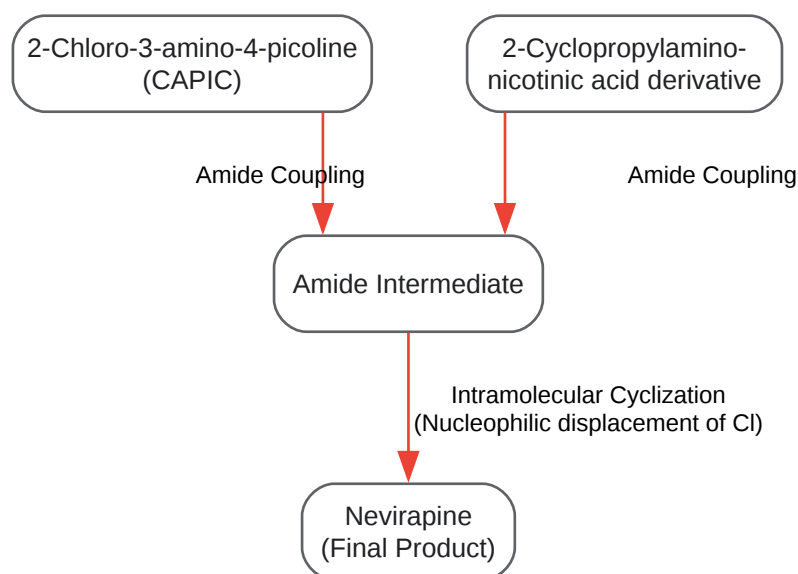 2-Chloro-3-amino-4-picoline
(CAPIC)
2-Cyclopropylamino-
nicotinic acid derivative
Amide Coupling
Amide Coupling
Amide Intermediate
Intramolecular Cyclization
(Nucleophilic displacement of Cl)
Nevirapine
(Final Product)